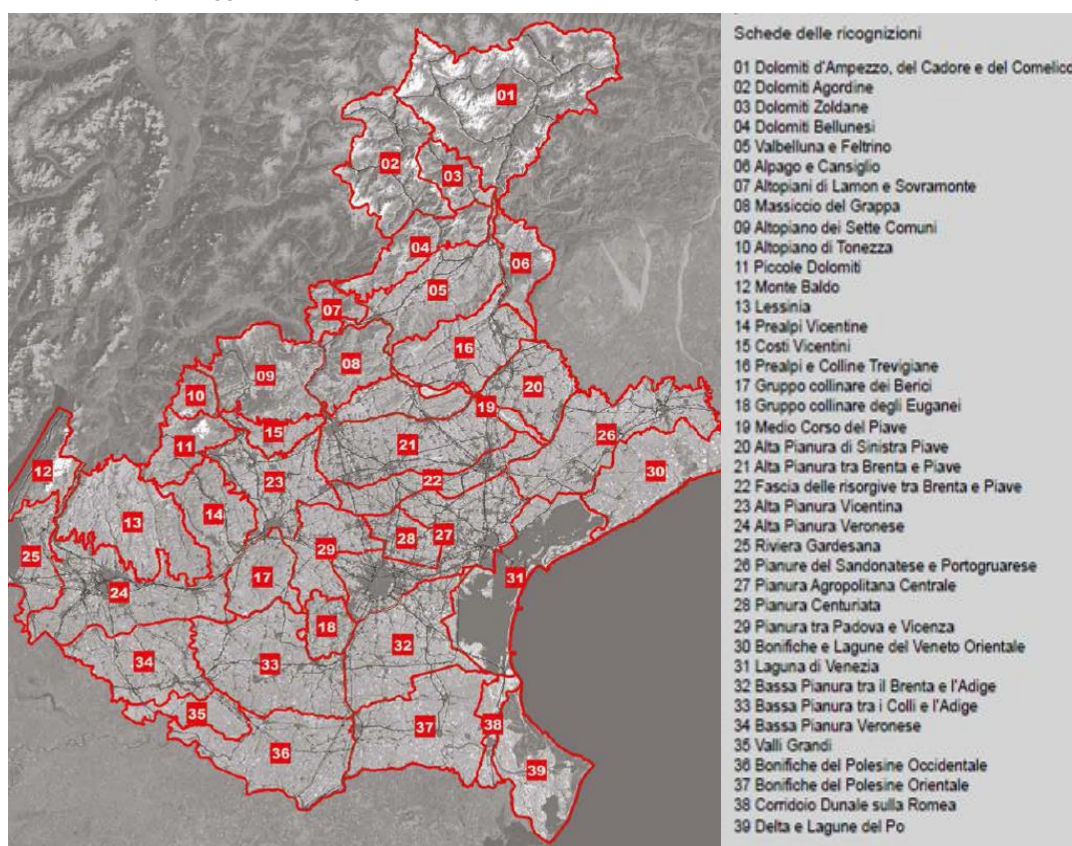 Schede delle ricognizioni
01 Dolomiti d'Ampezzo, del Cadore e del Comelico
02 Dolomiti Agordine
03 Dolomiti Zoldane
04 Dolomiti Bellunesi
05 Valbelluna e Feltrino
06 Alpago e Cansiglio
07 Altopiani di Lamon e Sovramonte
08 Massiccio del Grappa
09 Altopiano dei Sette Comuni
10 Altopiano di Tonezza
11 Piccole Dolomiti
12 Monte Baldo
13 Lessinia
14 Prealpi Vicentine
15 Costi Vicentini
16 Prealpi e Colline Trevigiane
17 Gruppo collinare dei Berici
18 Gruppo collinare degli Euganei
19 Medio Corso del Piave
20 Alta Pianura di Sinistra Piave
21 Alta Pianura tra Brenta e Piave
22 Fascia delle risorgive tra Brenta e Piave
23 Alta Pianura Vicentina
24 Alta Pianura Veronese
25 Riviera Gardesana
26 Pianure del Sandonatese e Portogruarese
27 Pianura Agropolitana Centrale
28 Pianura Centuriata
29 Pianura tra Padova e Vicenza
30 Bonifiche e Lagune del Veneto Orientale
31 Laguna di Venezia
32 Bassa Pianura tra il Brenta e l'Adige
33 Bassa Pianura tra i Colli e l'Adige
34 Bassa Pianura Veronese
35 Valli Grandi
36 Bonifiche del Polesine Occidentale
37 Bonifiche del Polesine Orientale
38 Corridoio Dunale sulla Romea
39 Delta e Lagune del Po
01
02
03
04
06
05
07
16
08
09
20
10
19
26
15
21
11
30
12
22
23
14
13
28
27
29
25
31
17
24
18
32
34
33
35
38
37
36
39